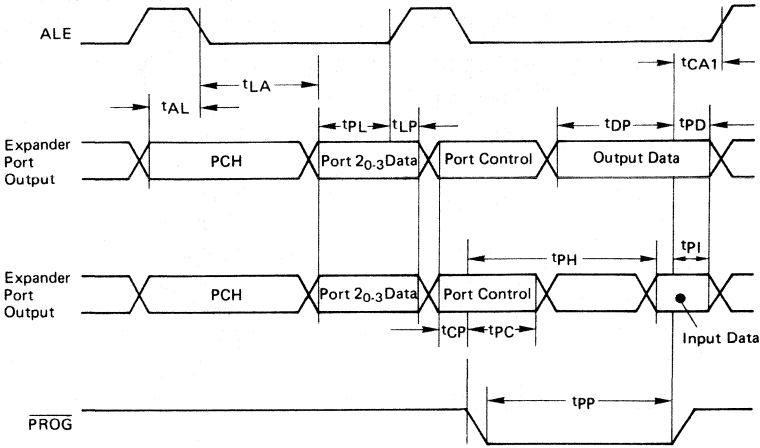 ALE
tCA1
tLA
tAL
tPL
tLP
tDP
tPD
Expander
Port
Output
PCH
Port 20-3Data
Port Control
Output Data
tPH
tPI
Expander
Port
Output
PCH
Port 20-3Data
Port Control
tCP
tPC
Input Data
tPP
PROG